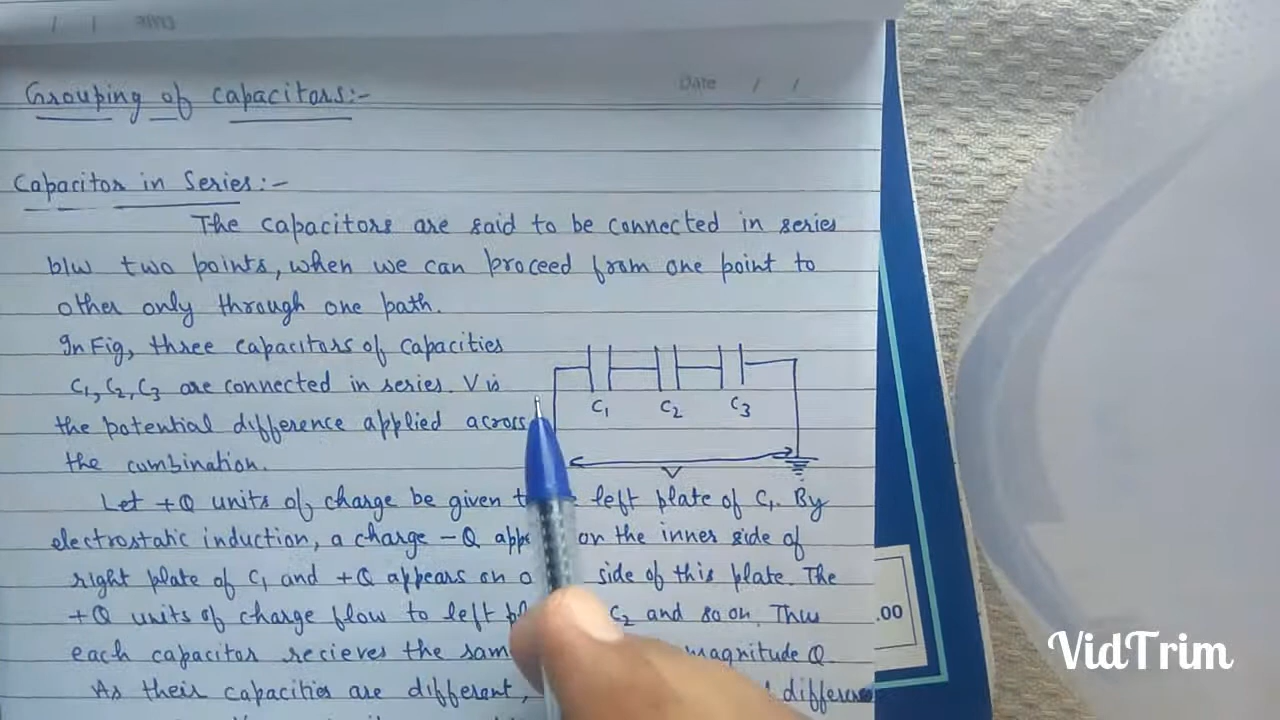 Date / /
Grouping of Capacitors:-
Capacitor in Series:-
The capacitors are said to be connected in series
b/w two points, when we can proceed from one point to
other only through one path.
In Fig, three capacitors of capacities
C1, C2, C3 are connected in series. V is
the potential difference applied across
the combination.
C1 C2 C3
V
Let +Q units of charge be given left plate of C1. By
electrostatic induction, a charge -Q on the inner side of
right plate of C1 and +Q appears on side of this plate. The
+Q units of charge flow to left C2 and so on. Thus
each capacitor recieves the magnitude Q.
As their capacities are different,
.00
VidTrim